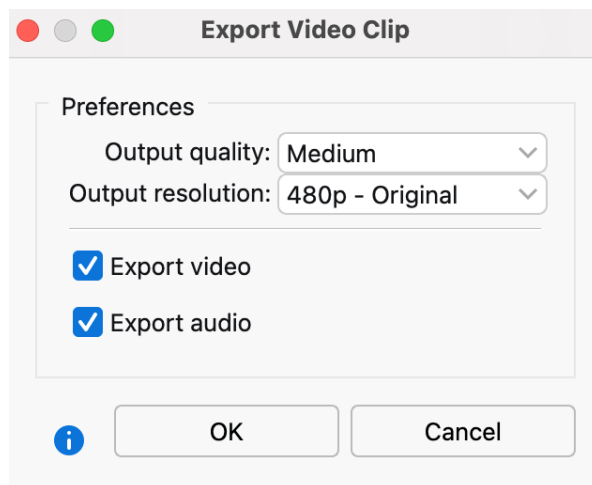 Export Video Clip
Preferences
Output quality: Medium
Output resolution: 480p - Original
Export video
Export audio
OK Cancel